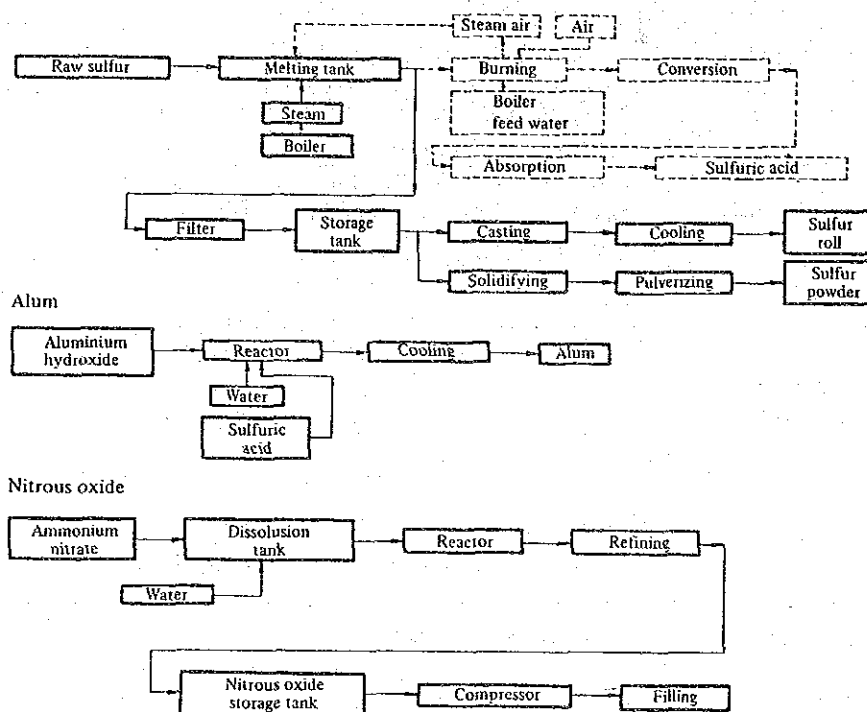 Steam air
Air
Raw sulfur
Melting tank
Burning
Conversion
Steam
Boiler
feed water
Boiler
Absorption
Sulfuric acid
Filter
Storage
tank
Casting
Cooling
Sulfur
roll
Solidifying
Pulverizing
Sulfur
powder
Alum
Aluminium
hydroxide
Reactor
Cooling
Alum
Water
Sulfuric
acid
Nitrous oxide
Ammonium
nitrate
Dissolusion
tank
Reactor
Refining
Water
Nitrous oxide
storage tank
Compressor
Filling